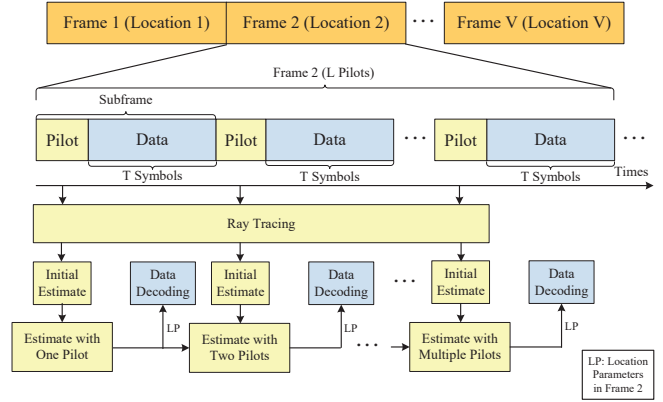 Frame 1 (Location 1) Frame 2 (Location 2) ··· Frame V (Location V)
Frame 2 (L Pilots)
Subframe
Pilot Data Pilot Data ··· Pilot Data ···
T Symbols T Symbols T Symbols
Times
Ray Tracing
Initial Data Initial Data ··· Initial Data
Estimate Decoding Estimate Decoding Estimate Decoding
LP LP LP
Estimate with Estimate with ··· Estimate with
One Pilot Two Pilots Multiple Pilots
LP: Location
Parameters
in Frame 2